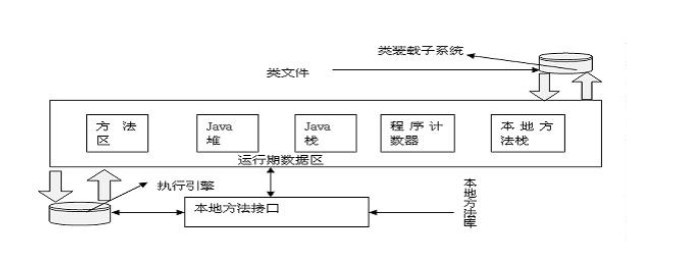 类装载子系统
类文件
方 法
区
Java
堆
Java
栈
程 序 计
数器
本 地 方
法栈
运行期数据区
执行引擎
本地方法接口
本地方法库